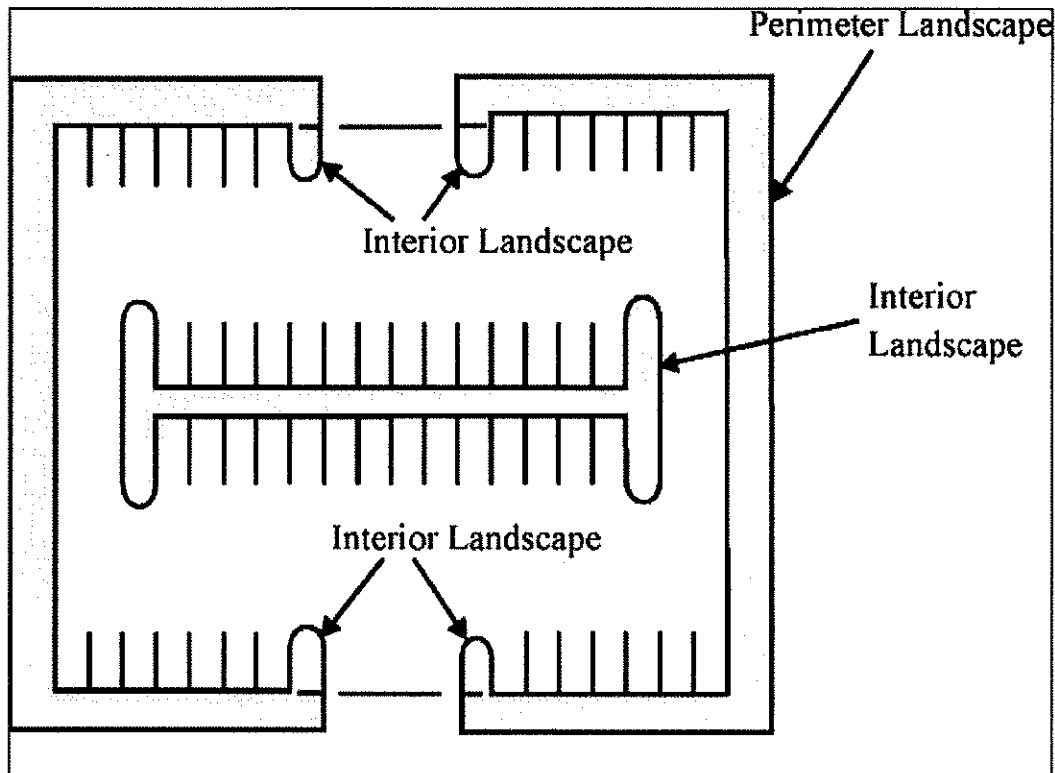 Perimeter Landscape
Interior Landscape
Interior
Landscape
Interior Landscape